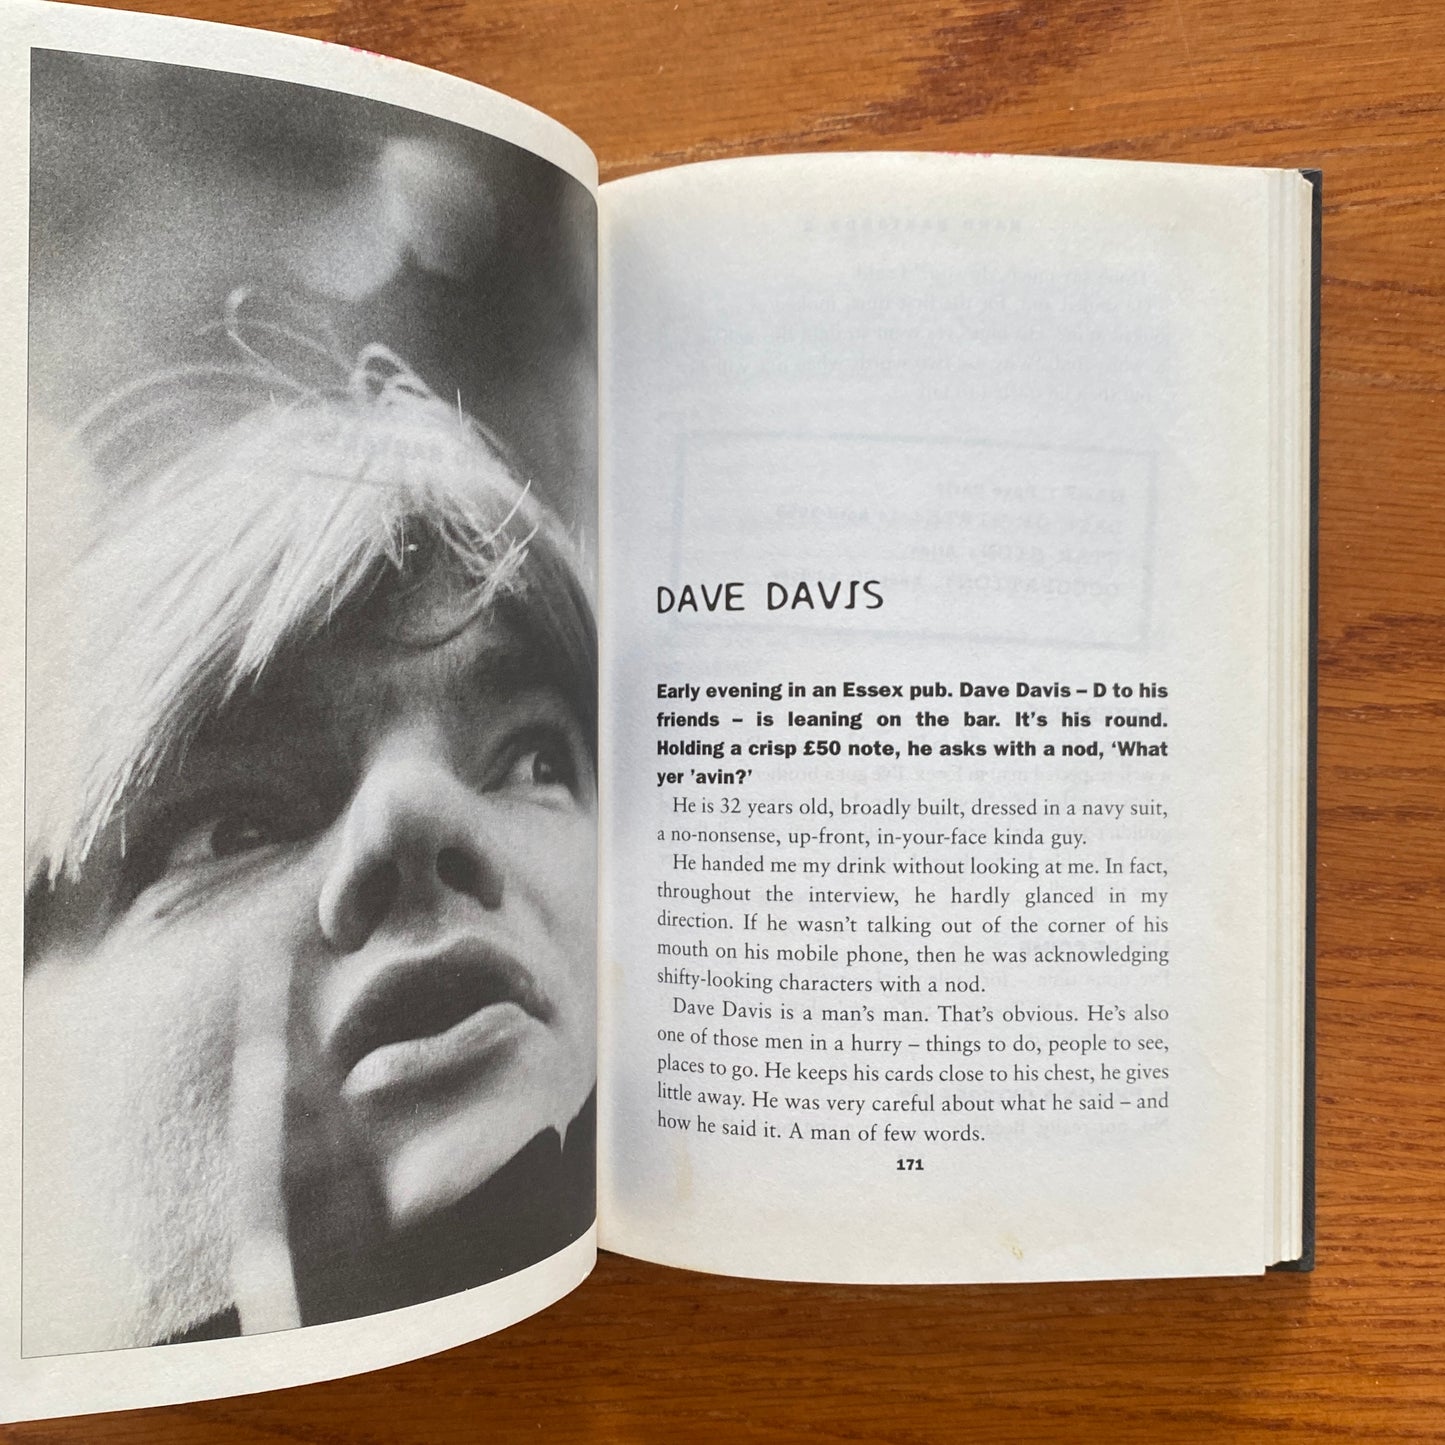 DAVE DAVIS
Early evening in an Essex pub. Dave Davis – D to his
friends – is leaning on the bar. It's his round.
Holding a crisp £50 note, he asks with a nod, ‘What
yer ’avin?’
He is 32 years old, broadly built, dressed in a navy suit,
a no-nonsense, up-front, in-your-face kinda guy.
He handed me my drink without looking at me. In fact,
throughout the interview, he hardly glanced in my
direction. If he wasn’t talking out of the corner of his
mouth on his mobile phone, then he was acknowledging
shifty-looking characters with a nod.
Dave Davis is a man’s man. That’s obvious. He’s also
one of those men in a hurry – things to do, people to see,
places to go. He keeps his cards close to his chest, he gives
little away. He was very careful about what he said – and
how he said it. A man of few words.
171